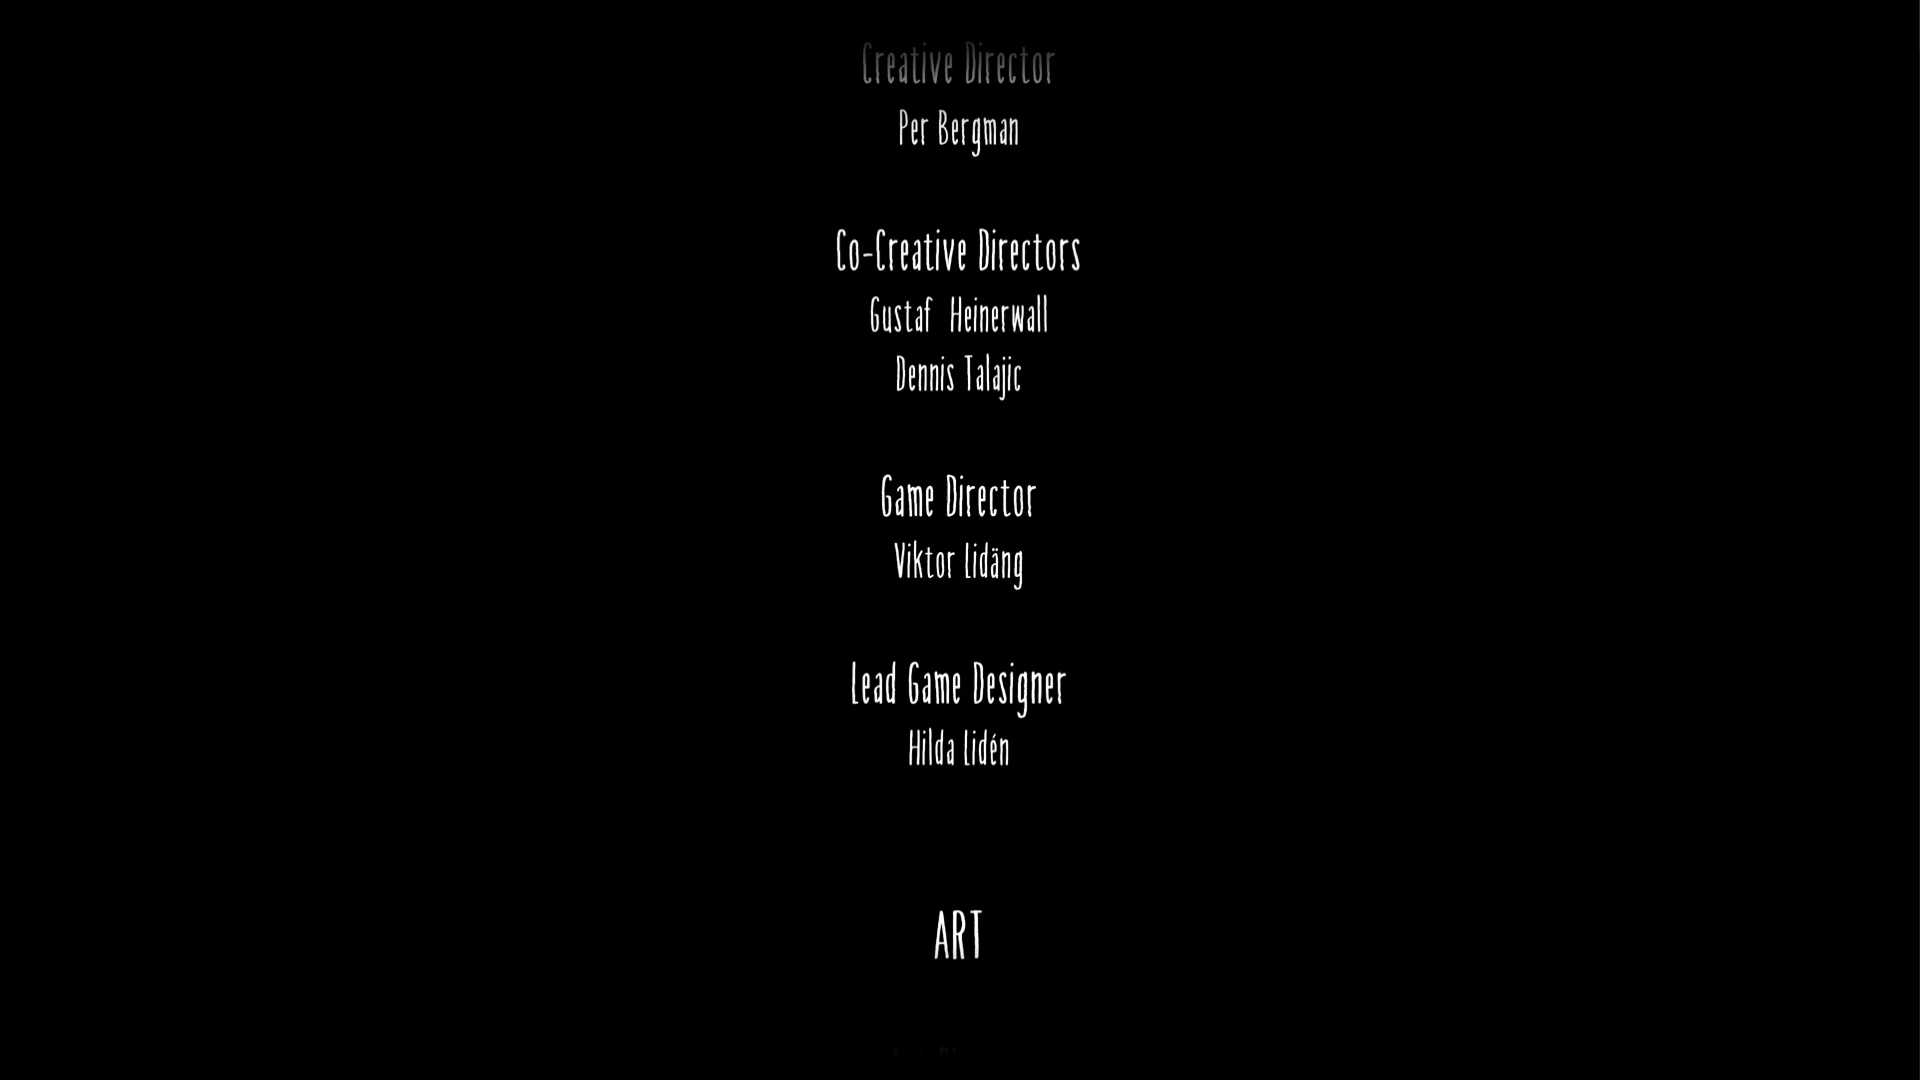 Creative Director
Per Bergman
Co-Creative Directors
Gustaf  Heinerwall
Dennis Talajic
Game Director
Viktor Lidäng
Lead Game Designer
Hilda Lidén
ART